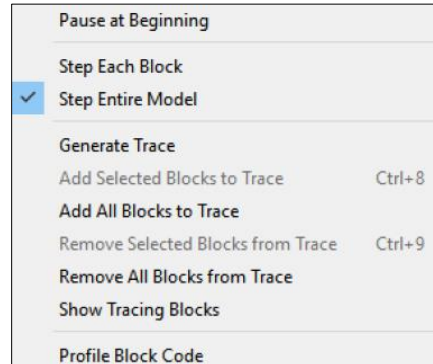 Pause at Beginning
Step Each Block
Step Entire Model
Generate Trace
Add Selected Blocks to Trace Ctrl+8
Add All Blocks to Trace
Remove Selected Blocks from Trace Ctrl+9
Remove All Blocks from Trace
Show Tracing Blocks
Profile Block Code